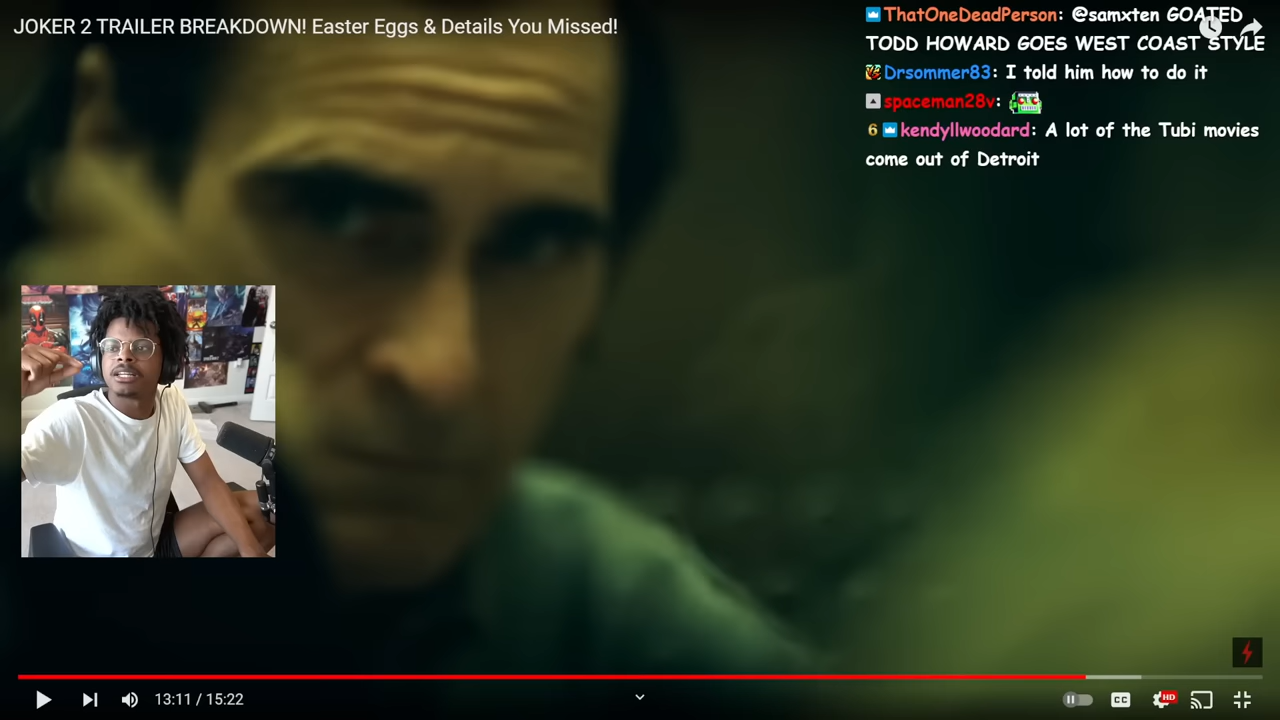 JOKER 2 TRAILER BREAKDOWN! Easter Eggs & Details You Missed!
ThatOneDeadPerson: @samxten GOATED
TODD HOWARD GOES WEST COAST STYLE
Drsommer83: I told him how to do it
spaceman28v:
6 kendyllwoodard: A lot of the Tubi movies
come out of Detroit
13:11 / 15:22
CC
HD